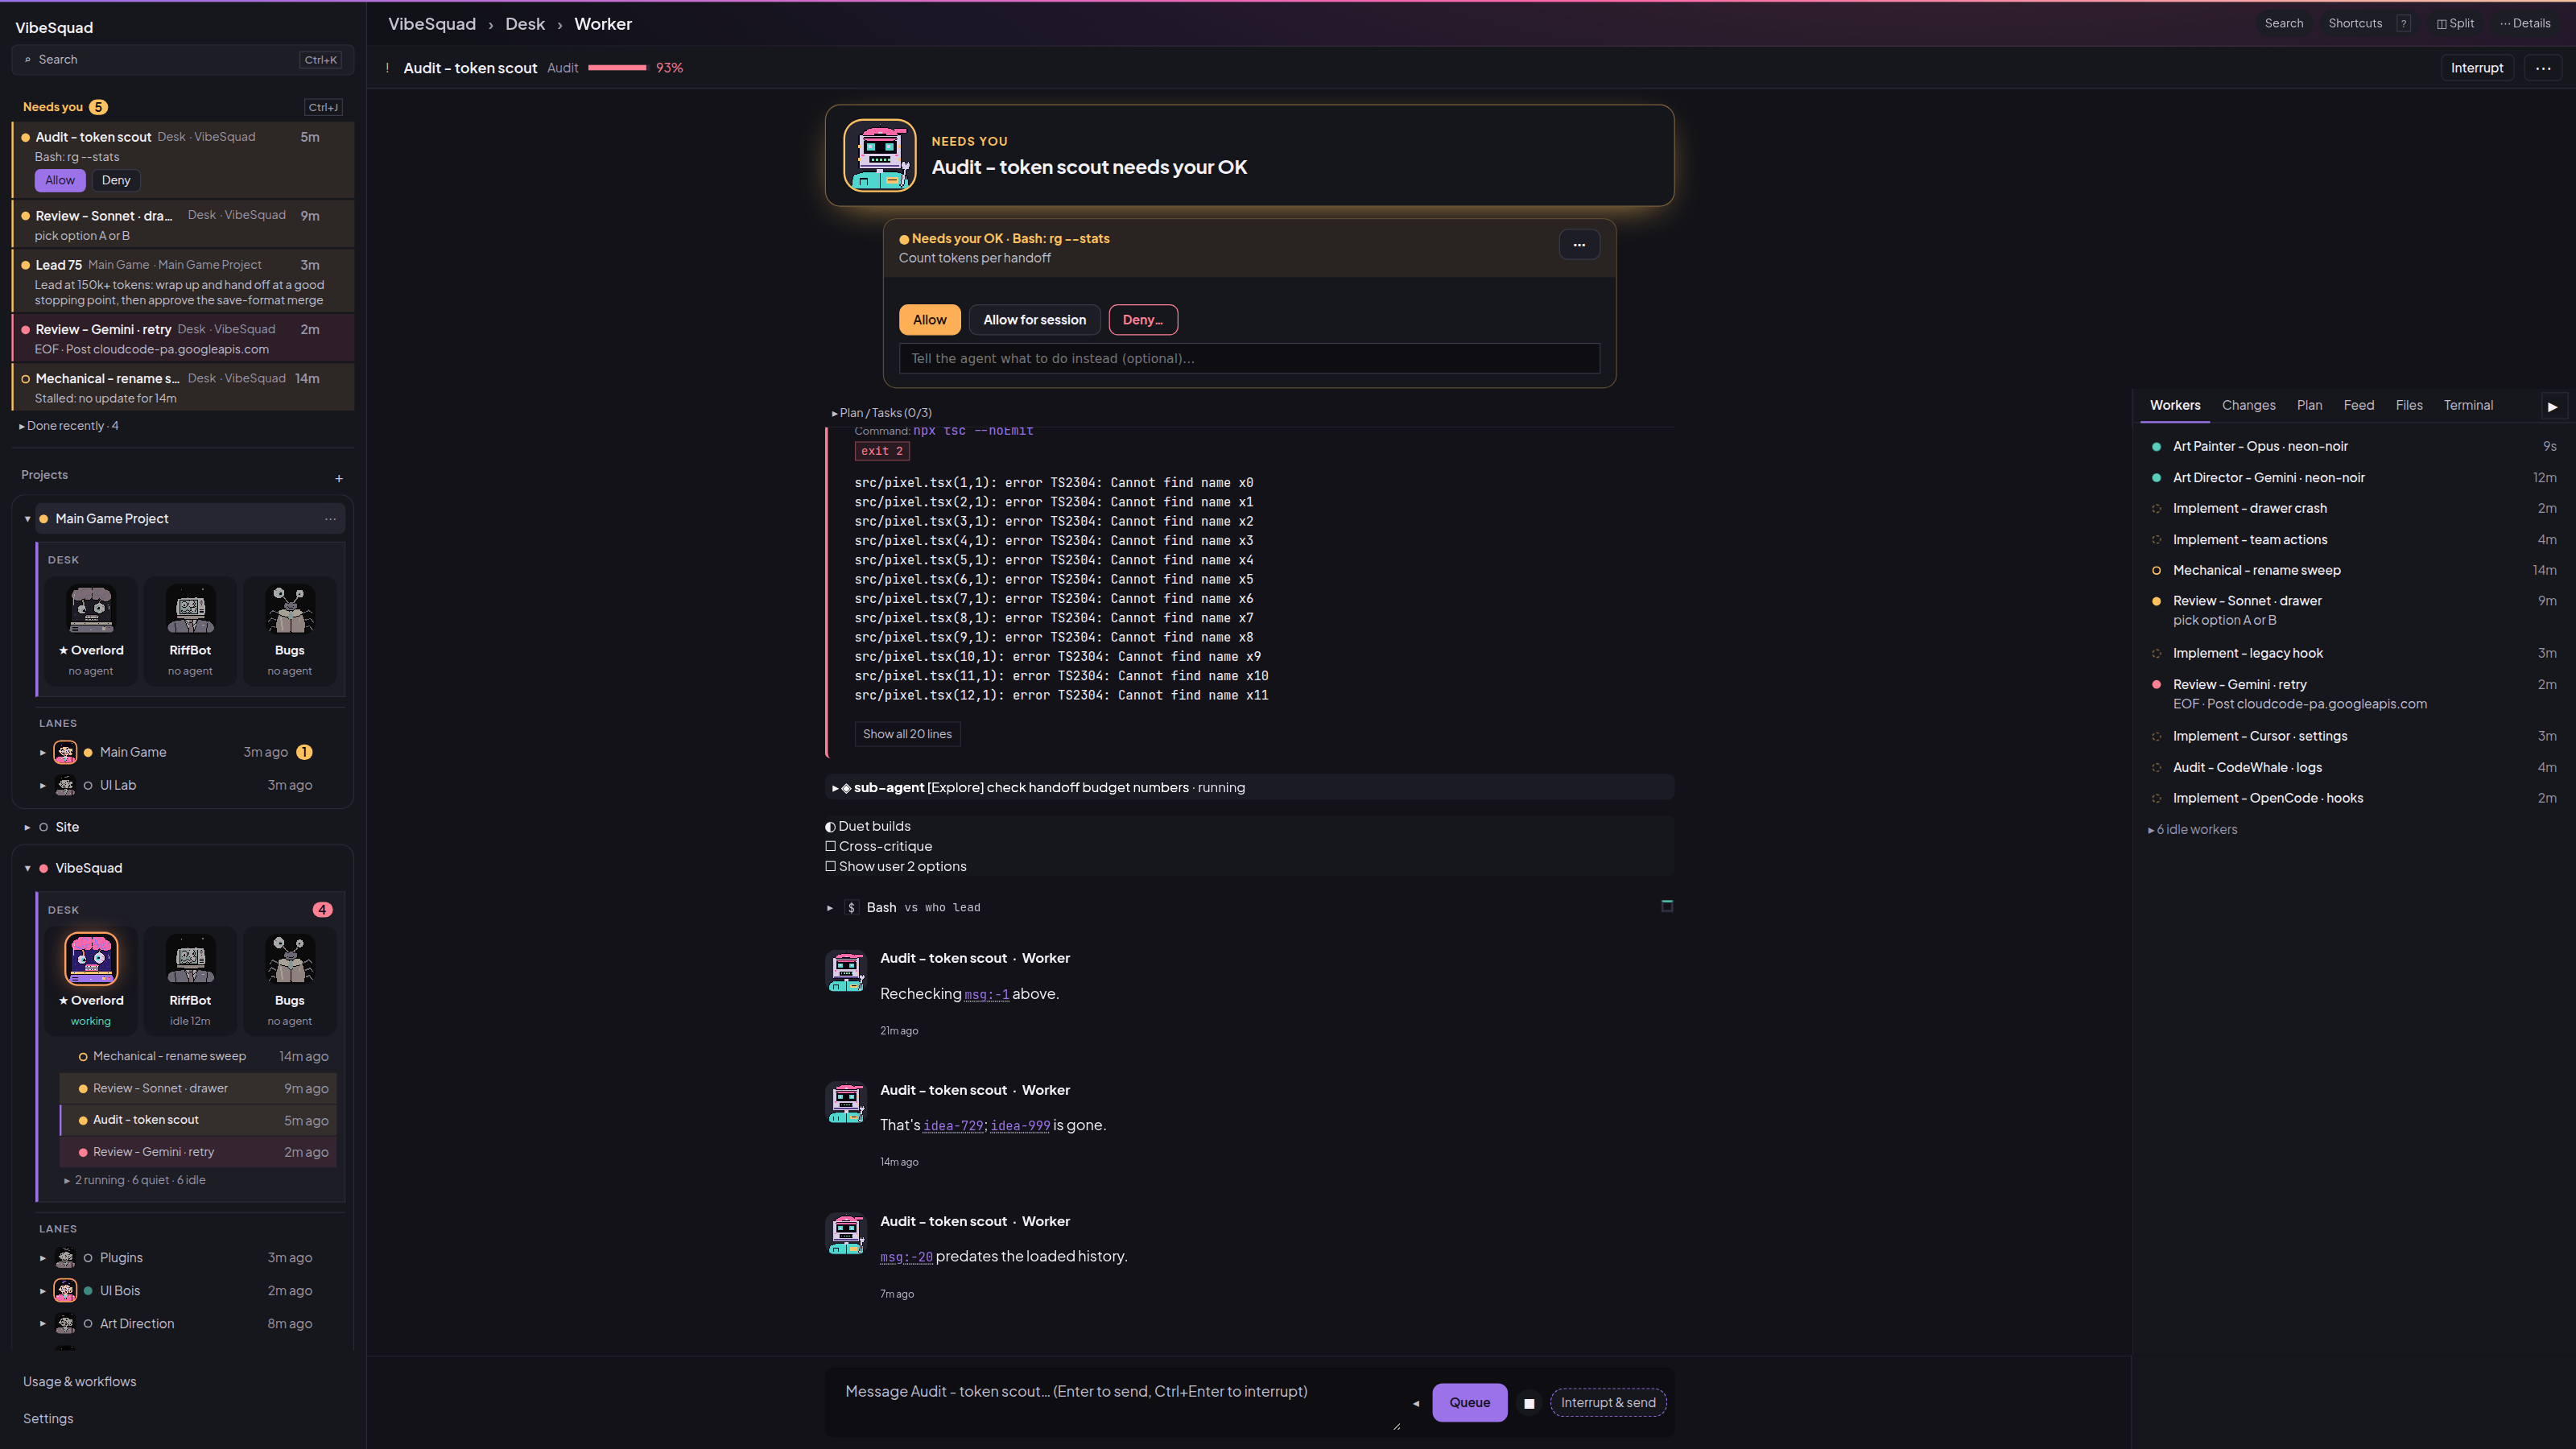 VibeSquad
Search Ctrl+K
Needs you 5 Ctrl+J
Audit – token scout Desk · VibeSquad 5m
Bash: rg --stats
Allow Deny
Review – Sonnet · dra… Desk · VibeSquad 9m
pick option A or B
Lead 75 Main Game · Main Game Project 3m
Lead at 150k+ tokens: wrap up and hand off at a good
stopping point, then approve the save-format merge
Review – Gemini · retry Desk · VibeSquad 2m
EOF · Post cloudcode-pa.googleapis.com
Mechanical – rename s… Desk · VibeSquad 14m
Stalled: no update for 14m
▸ Done recently · 4
Projects +
▾ Main Game Project ···
DESK
★ Overlord RiffBot Bugs
no agent no agent no agent
LANES
▸ Main Game 3m ago 1
▸ UI Lab 3m ago
▸ Site
▾ VibeSquad
DESK 4
★ Overlord RiffBot Bugs
working idle 12m no agent
Mechanical – rename sweep 14m ago
Review – Sonnet · drawer 9m ago
Audit – token scout 5m ago
Review – Gemini · retry 2m ago
▸ 2 running · 6 quiet · 6 idle
LANES
▸ Plugins 3m ago
▸ UI Bois 2m ago
▸ Art Direction 8m ago
Usage & workflows
Settings
VibeSquad › Desk › Worker
Search Shortcuts ? Split ··· Details
! Audit – token scout Audit 93%
Interrupt ···
NEEDS YOU
Audit – token scout needs your OK
Needs your OK · Bash: rg --stats ···
Count tokens per handoff
Allow Allow for session Deny…
Tell the agent what to do instead (optional)…
▸ Plan / Tasks (0/3)
Command: npx tsc --noEmit
exit 2
src/pixel.tsx(1,1): error TS2304: Cannot find name x0
src/pixel.tsx(2,1): error TS2304: Cannot find name x1
src/pixel.tsx(3,1): error TS2304: Cannot find name x2
src/pixel.tsx(4,1): error TS2304: Cannot find name x3
src/pixel.tsx(5,1): error TS2304: Cannot find name x4
src/pixel.tsx(6,1): error TS2304: Cannot find name x5
src/pixel.tsx(7,1): error TS2304: Cannot find name x6
src/pixel.tsx(8,1): error TS2304: Cannot find name x7
src/pixel.tsx(9,1): error TS2304: Cannot find name x8
src/pixel.tsx(10,1): error TS2304: Cannot find name x9
src/pixel.tsx(11,1): error TS2304: Cannot find name x10
src/pixel.tsx(12,1): error TS2304: Cannot find name x11
Show all 20 lines
▸ ◈ sub-agent [Explore] check handoff budget numbers · running
◐ Duet builds
☐ Cross-critique
☐ Show user 2 options
▸ $ Bash vs who lead
Audit – token scout · Worker
Rechecking msg:-1 above.
21m ago
Audit – token scout · Worker
That's idea-729; idea-999 is gone.
14m ago
Audit – token scout · Worker
msg:-20 predates the loaded history.
7m ago
Message Audit – token scout… (Enter to send, Ctrl+Enter to interrupt)
◂ Queue ■ Interrupt & send
Workers Changes Plan Feed Files Terminal ▶
Art Painter – Opus · neon-noir 9s
Art Director – Gemini · neon-noir 12m
Implement – drawer crash 2m
Implement – team actions 4m
Mechanical – rename sweep 14m
Review – Sonnet · drawer 9m
pick option A or B
Implement – legacy hook 3m
Review – Gemini · retry 2m
EOF · Post cloudcode-pa.googleapis.com
Implement – Cursor · settings 3m
Audit – CodeWhale · logs 4m
Implement – OpenCode · hooks 2m
▸ 6 idle workers